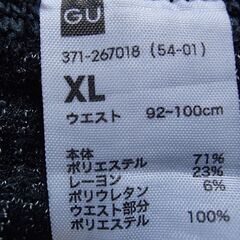 GU
371-267018 (54-01)
XL
ウエスト 92~100cm
本体
ポリエステル 71%
レーヨン 23%
ポリウレタン 6%
ウエスト部分
ポリエステル 100%